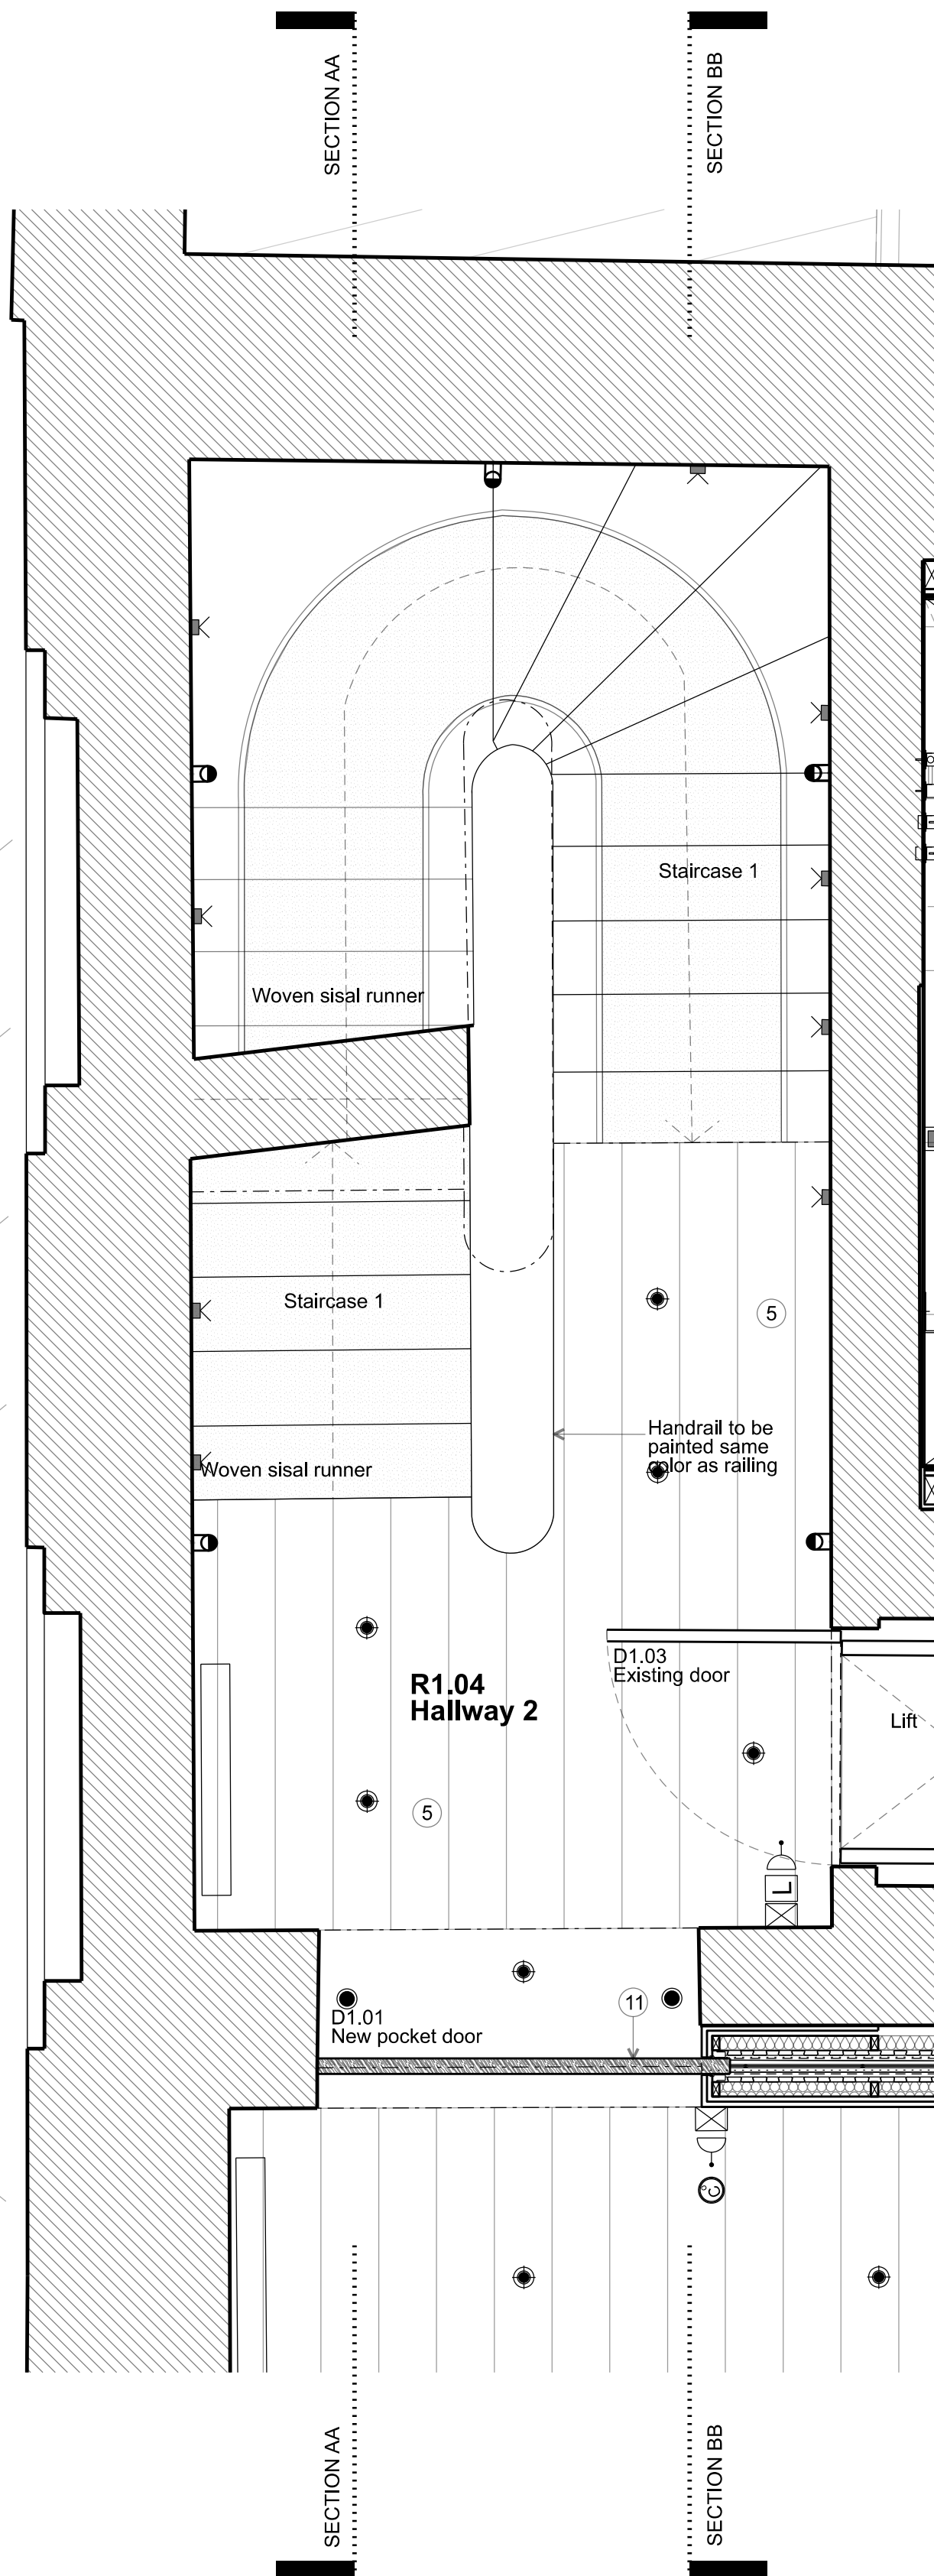 SECTION AA
SECTION BB
Staircase 1
Woven sisal runner
Staircase 1
5
Handrail to be
painted same
color as railing
Woven sisal runner
D1.03
Existing door
R1.04
Hallway 2
Lift
5
L
11
D1.01
New pocket door
°C
SECTION AA
SECTION BB